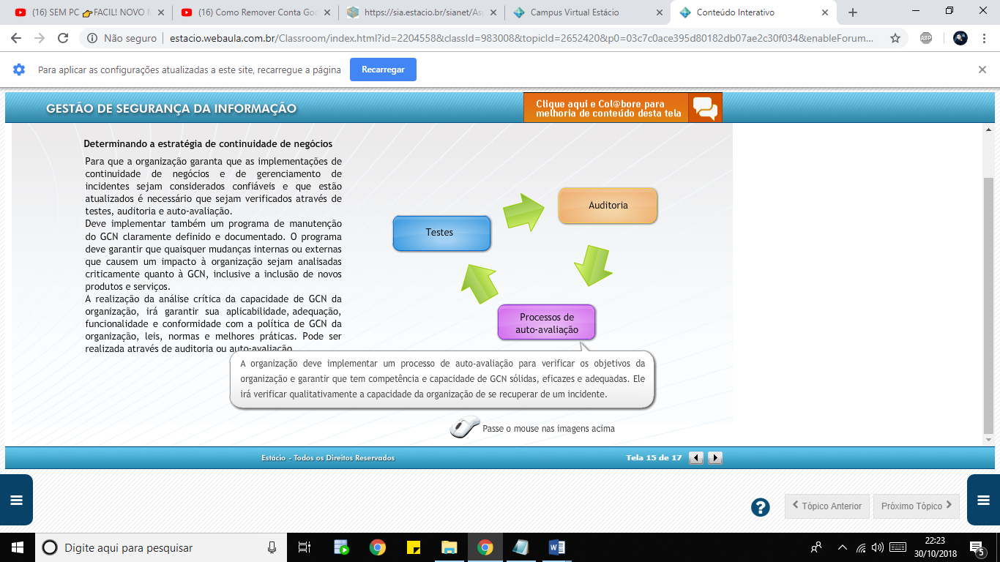 (16) SEM PC 👉FACIL! NOVO
(16) Como Remover Conta Goo
https://sia.estacio.br/sianet/As
Campus Virtual Estácio
Conteúdo Interativo
Não seguro
estacio.webaula.com.br/Classroom/index.html?id=2204558&classId=983008&topicId=2652420&p0=03c7c0ace395d80182db07ae2c30f034&enableForum...
ABP
Para aplicar as configurações atualizadas a este site, recarregue a página
Recarregar
GESTÃO DE SEGURANÇA DA INFORMAÇÃO
Clique aqui e Col@bore para
melhoria de conteúdo desta tela
Determinando a estratégia de continuidade de negócios
Para que a organização garanta que as implementações de
continuidade de negócios e de gerenciamento de
incidentes sejam considerados confiáveis e que estão
atualizados é necessário que sejam verificados através de
testes, auditoria e auto-avaliação.
Deve implementar também um programa de manutenção
do GCN claramente definido e documentado. O programa
deve garantir que quaisquer mudanças internas ou externas
que causem um impacto à organização sejam analisadas
criticamente quanto à GCN, inclusive a inclusão de novos
produtos e serviços.
A realização da análise crítica da capacidade de GCN da
organização, irá garantir sua aplicabilidade, adequação,
funcionalidade e conformidade com a política de GCN da
organização, leis, normas e melhores práticas. Pode ser
realizada através de auditoria ou auto-avaliação.
Testes
Auditoria
Processos de
auto-avaliação
A organização deve implementar um processo de auto-avaliação para verificar os objetivos da
organização e garantir que tem competência e capacidade de GCN sólidas, eficazes e adequadas. Ele
irá verificar qualitativamente a capacidade da organização de se recuperar de um incidente.
Passe o mouse nas imagens acima
Estácio - Todos os Direitos Reservados
Tela 15 de 17
?
Tópico Anterior
Próximo Tópico
Digite aqui para pesquisar
22:23
30/10/2018
5